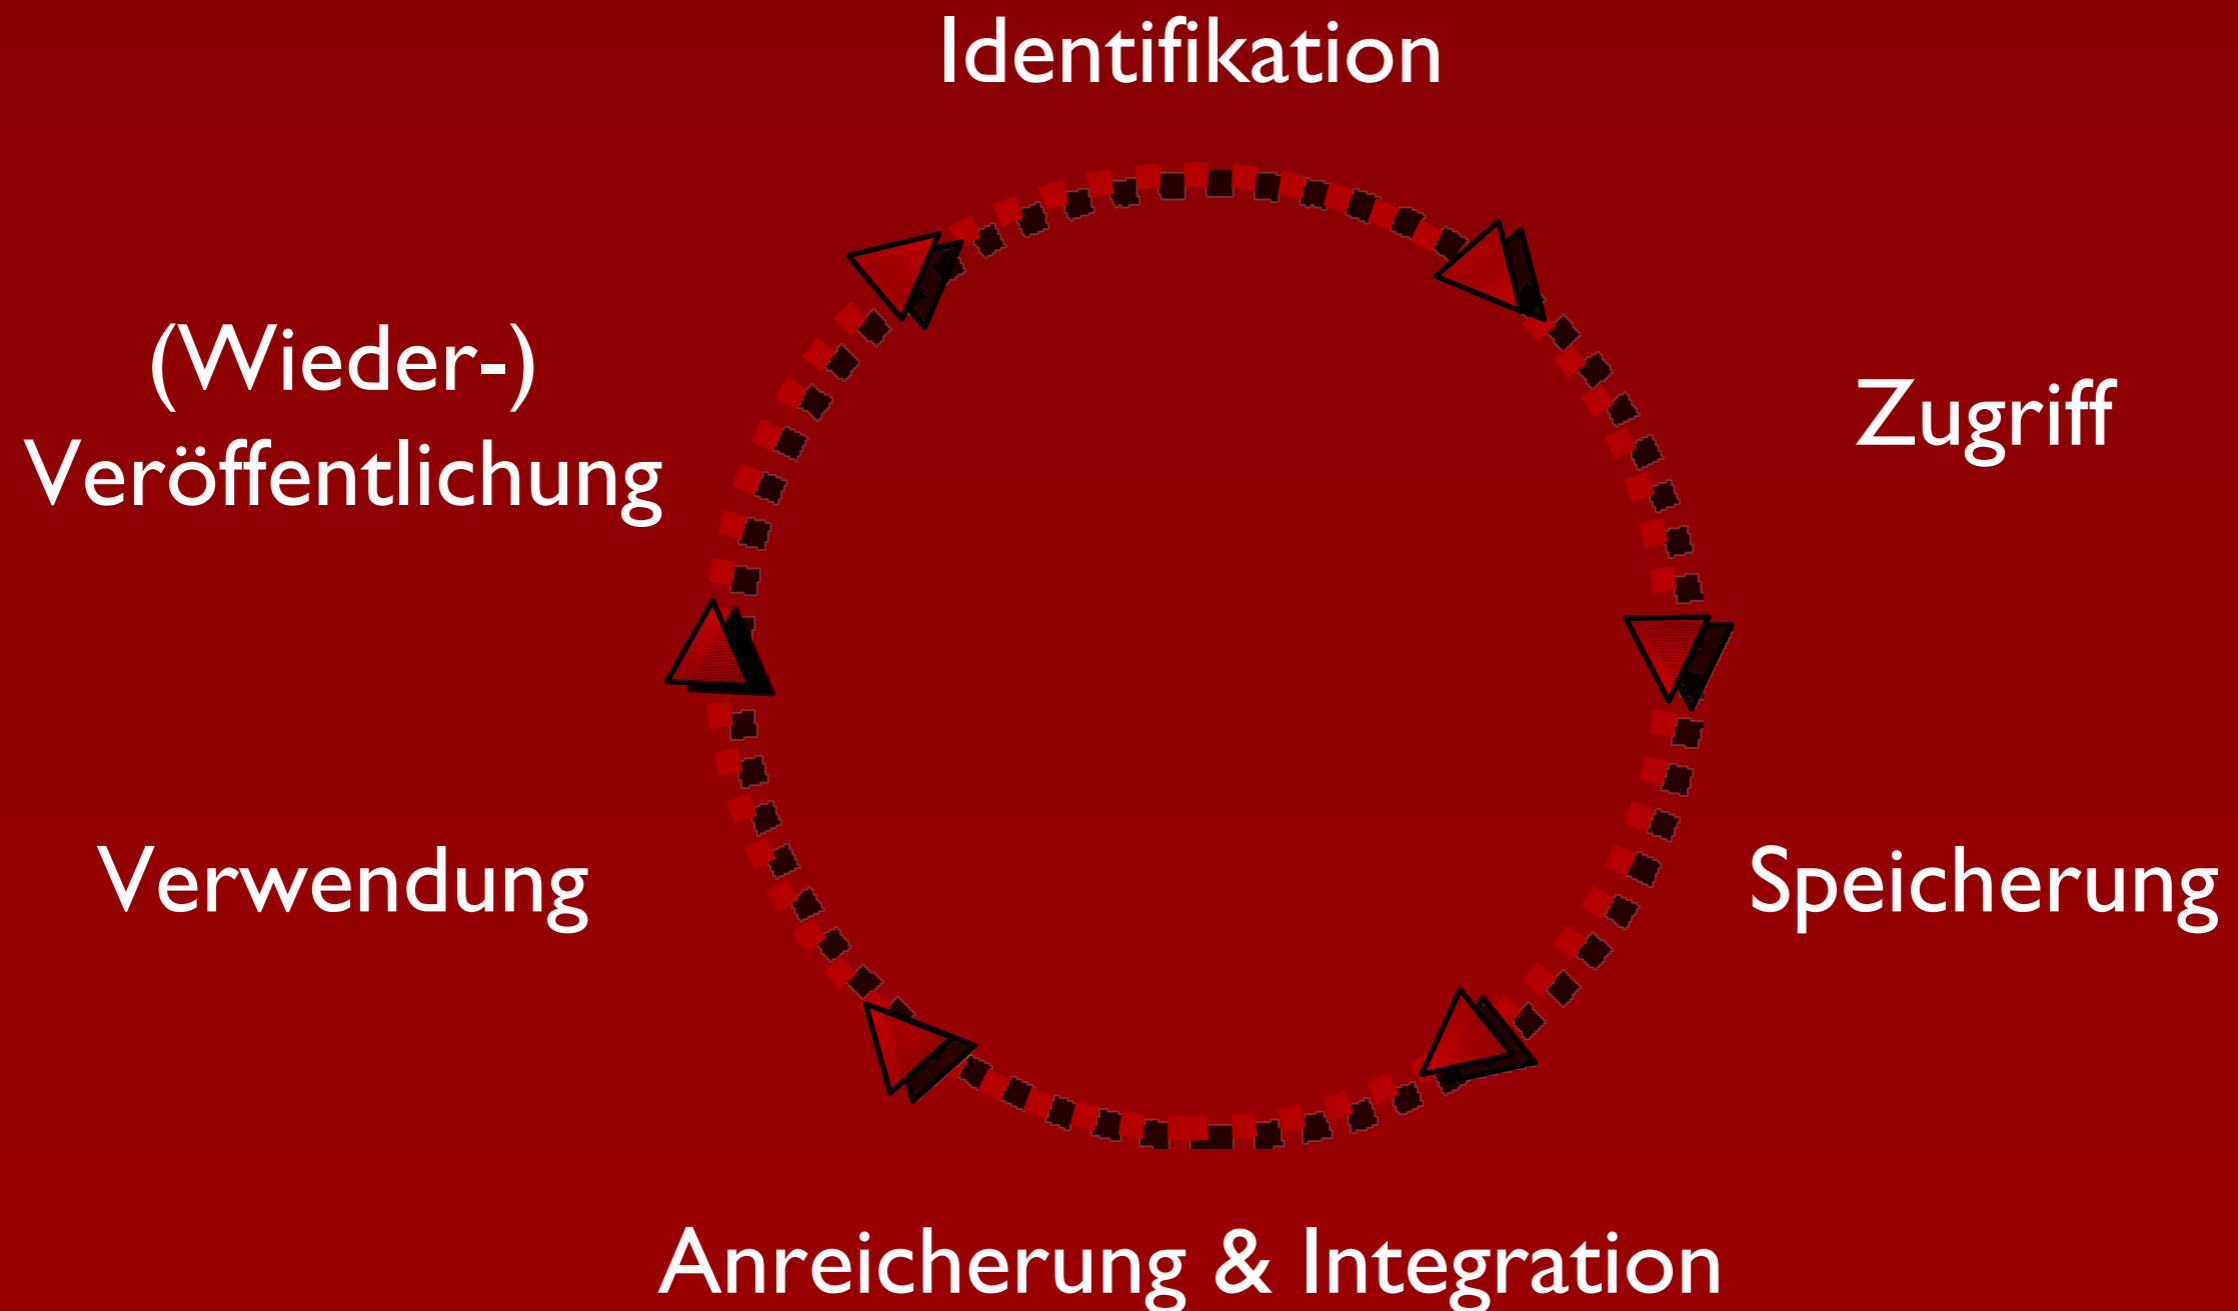 Identifikation
Zugriff
Speicherung
Anreicherung & Integration
Verwendung
(Wieder-)
Veröffentlichung